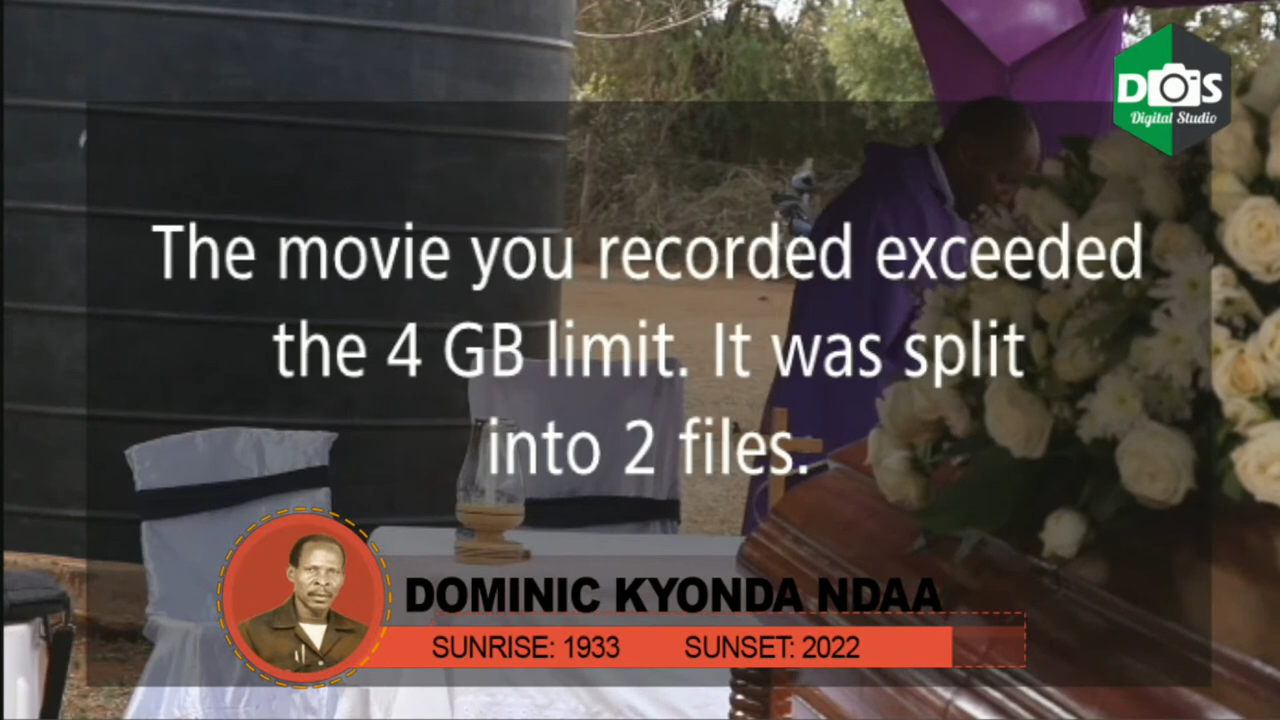 DOIS
Digital Studio
The movie you recorded exceeded
the 4 GB limit. It was split
into 2 files.
DOMINIC KYONDA NDAA
SUNRISE: 1933 SUNSET: 2022